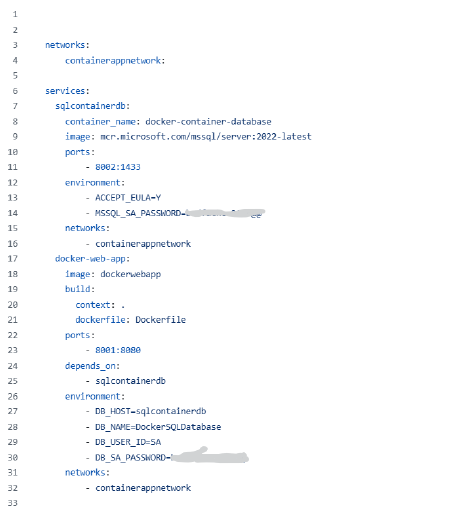 1
2
3 networks:
4 containerappnetwork:
5
6 services:
7 sqlcontainerdb:
8 container_name: docker-container-database
9 image: mcr.microsoft.com/mssql/server:2022-latest
10 ports:
11 - 8002:1433
12 environment:
13 - ACCEPT_EULA=Y
14 - MSSQL_SA_PASSWORD=
15 networks:
16 - containerappnetwork
17 docker-web-app:
18 image: dockerwebapp
19 build:
20 context: .
21 dockerfile: Dockerfile
22 ports:
23 - 8001:8080
24 depends_on:
25 - sqlcontainerdb
26 environment:
27 - DB_HOST=sqlcontainerdb
28 - DB_NAME=DockerSQLDatabase
29 - DB_USER_ID=SA
30 - DB_SA_PASSWORD=
31 networks:
32 - containerappnetwork
33